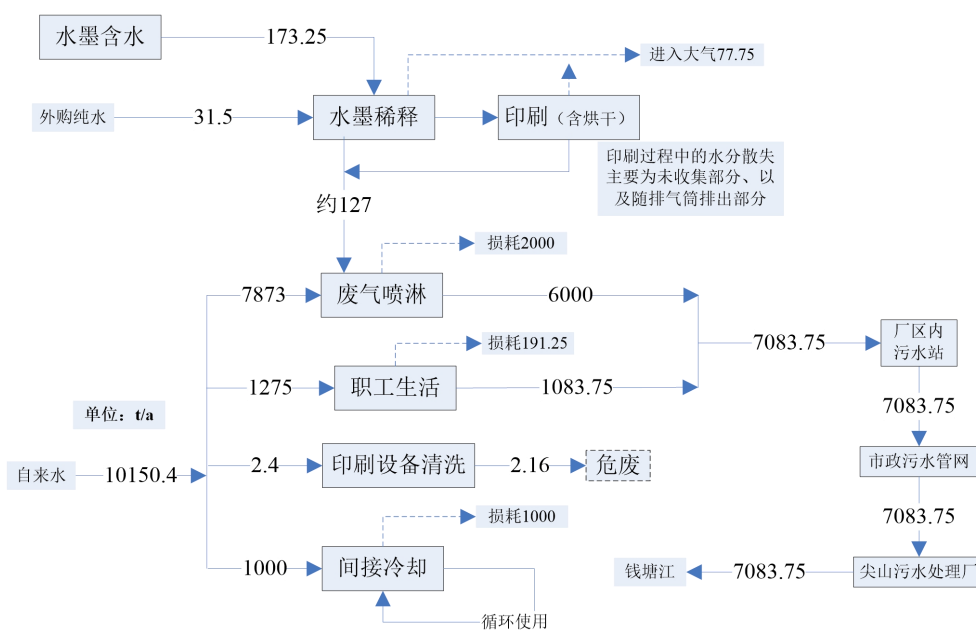 水墨含水
173.25
进入大气77.75
外购纯水
31.5
水墨稀释
印刷（含烘干）
印刷过程中的水分散失
主要为未收集部分、以
及随排气筒排出部分
约127
损耗2000
7873
废气喷淋
6000
厂区内
污水站
损耗191.25
7083.75
1275
职工生活
1083.75
7083.75
单位：t/a
自来水
10150.4
2.4
印刷设备清洗
2.16
危废
市政污水管网
损耗1000
7083.75
1000
间接冷却
钱塘江
7083.75
尖山污水处理厂
循环使用